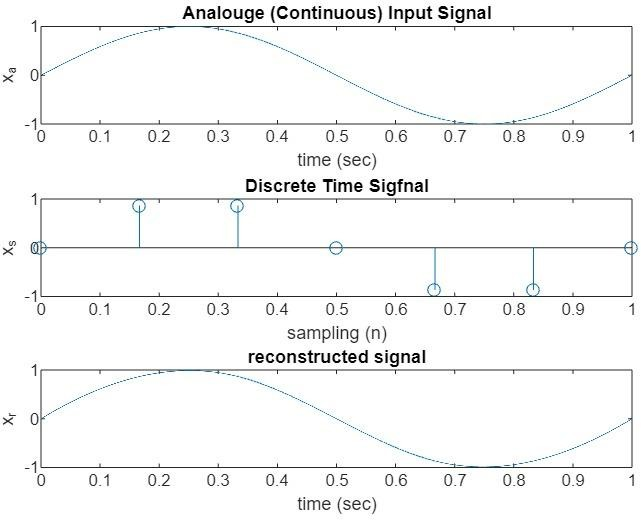 Analouge (Continuous) Input Signal
1
0
-1
x_a
0 0.1 0.2 0.3 0.4 0.5 0.6 0.7 0.8 0.9 1
time (sec)
Discrete Time Sigfnal
1
0
-1
x_s
0 0.1 0.2 0.3 0.4 0.5 0.6 0.7 0.8 0.9 1
sampling (n)
reconstructed signal
1
0
-1
x_r
0 0.1 0.2 0.3 0.4 0.5 0.6 0.7 0.8 0.9 1
time (sec)